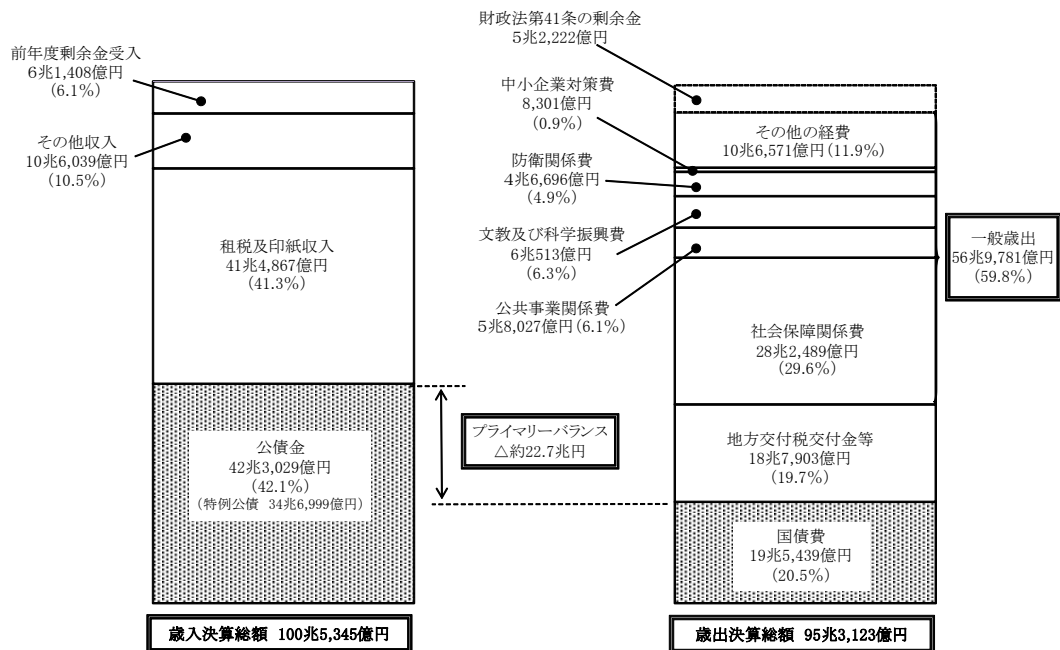 前年度剰余金受入
6兆1,408億円
(6.1%)
その他収入
10兆6,039億円
(10.5%)
租税及印紙収入
41兆4,867億円
(41.3%)
公債金
42兆3,029億円
(42.1%)
(特例公債 34兆6,999億円)
歳入決算総額 100兆5,345億円
プライマリーバランス
△約22.7兆円
財政法第41条の剰余金
5兆2,222億円
中小企業対策費
8,301億円
(0.9%)
防衛関係費
4兆6,696億円
(4.9%)
文教及び科学振興費
6兆513億円
(6.3%)
公共事業関係費
5兆8,027億円(6.1%)
その他の経費
10兆6,571億円(11.9%)
社会保障関係費
28兆2,489億円
(29.6%)
地方交付税交付金等
18兆7,903億円
(19.7%)
国債費
19兆5,439億円
(20.5%)
歳出決算総額 95兆3,123億円
一般歳出
56兆9,781億円
(59.8%)